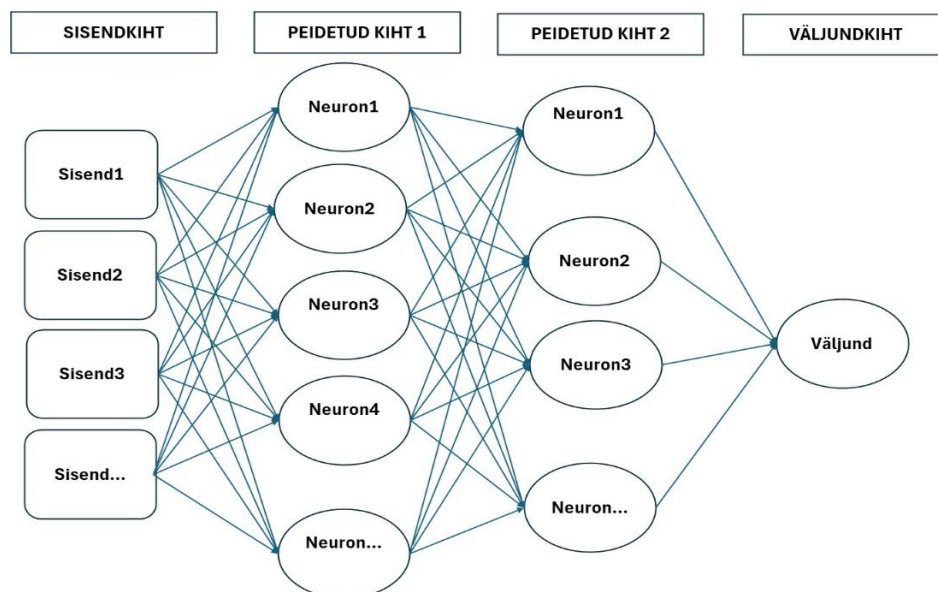 SISENDKIHT
PEIDETUD KIHT 1
PEIDETUD KIHT 2
VÄLJUNDKIHT
Sisend1
Sisend2
Sisend3
Sisend...
Neuron1
Neuron2
Neuron3
Neuron4
Neuron...
Neuron1
Neuron2
Neuron3
Neuron...
Väljund